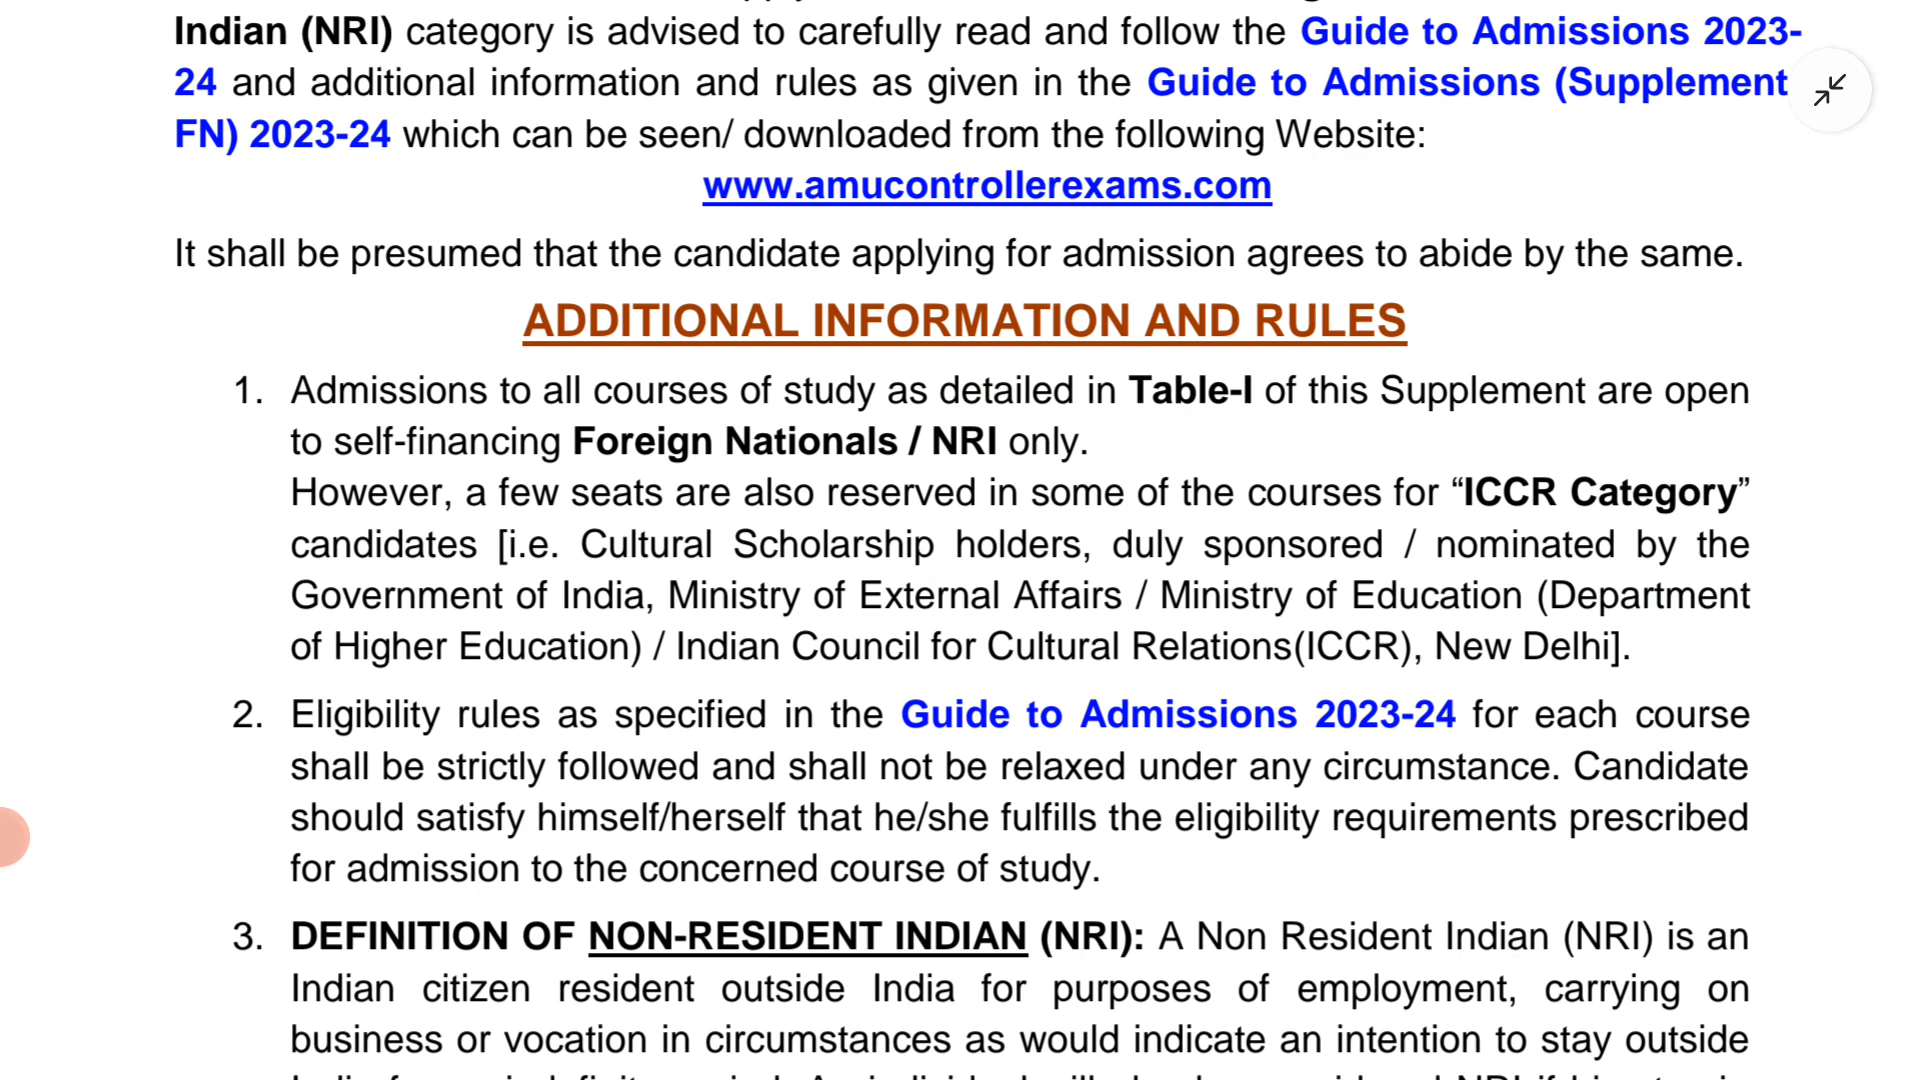 Indian (NRI) category is advised to carefully read and follow the Guide to Admissions 2023-
24 and additional information and rules as given in the Guide to Admissions (Supplement
FN) 2023-24 which can be seen/ downloaded from the following Website:
www.amucontrollerexams.com
It shall be presumed that the candidate applying for admission agrees to abide by the same.
ADDITIONAL INFORMATION AND RULES
1. Admissions to all courses of study as detailed in Table-I of this Supplement are open
to self-financing Foreign Nationals / NRI only.
However, a few seats are also reserved in some of the courses for “ICCR Category”
candidates [i.e. Cultural Scholarship holders, duly sponsored / nominated by the
Government of India, Ministry of External Affairs / Ministry of Education (Department
of Higher Education) / Indian Council for Cultural Relations(ICCR), New Delhi].
2. Eligibility rules as specified in the Guide to Admissions 2023-24 for each course
shall be strictly followed and shall not be relaxed under any circumstance. Candidate
should satisfy himself/herself that he/she fulfills the eligibility requirements prescribed
for admission to the concerned course of study.
3. DEFINITION OF NON-RESIDENT INDIAN (NRI): A Non Resident Indian (NRI) is an
Indian citizen resident outside India for purposes of employment, carrying on
business or vocation in circumstances as would indicate an intention to stay outside